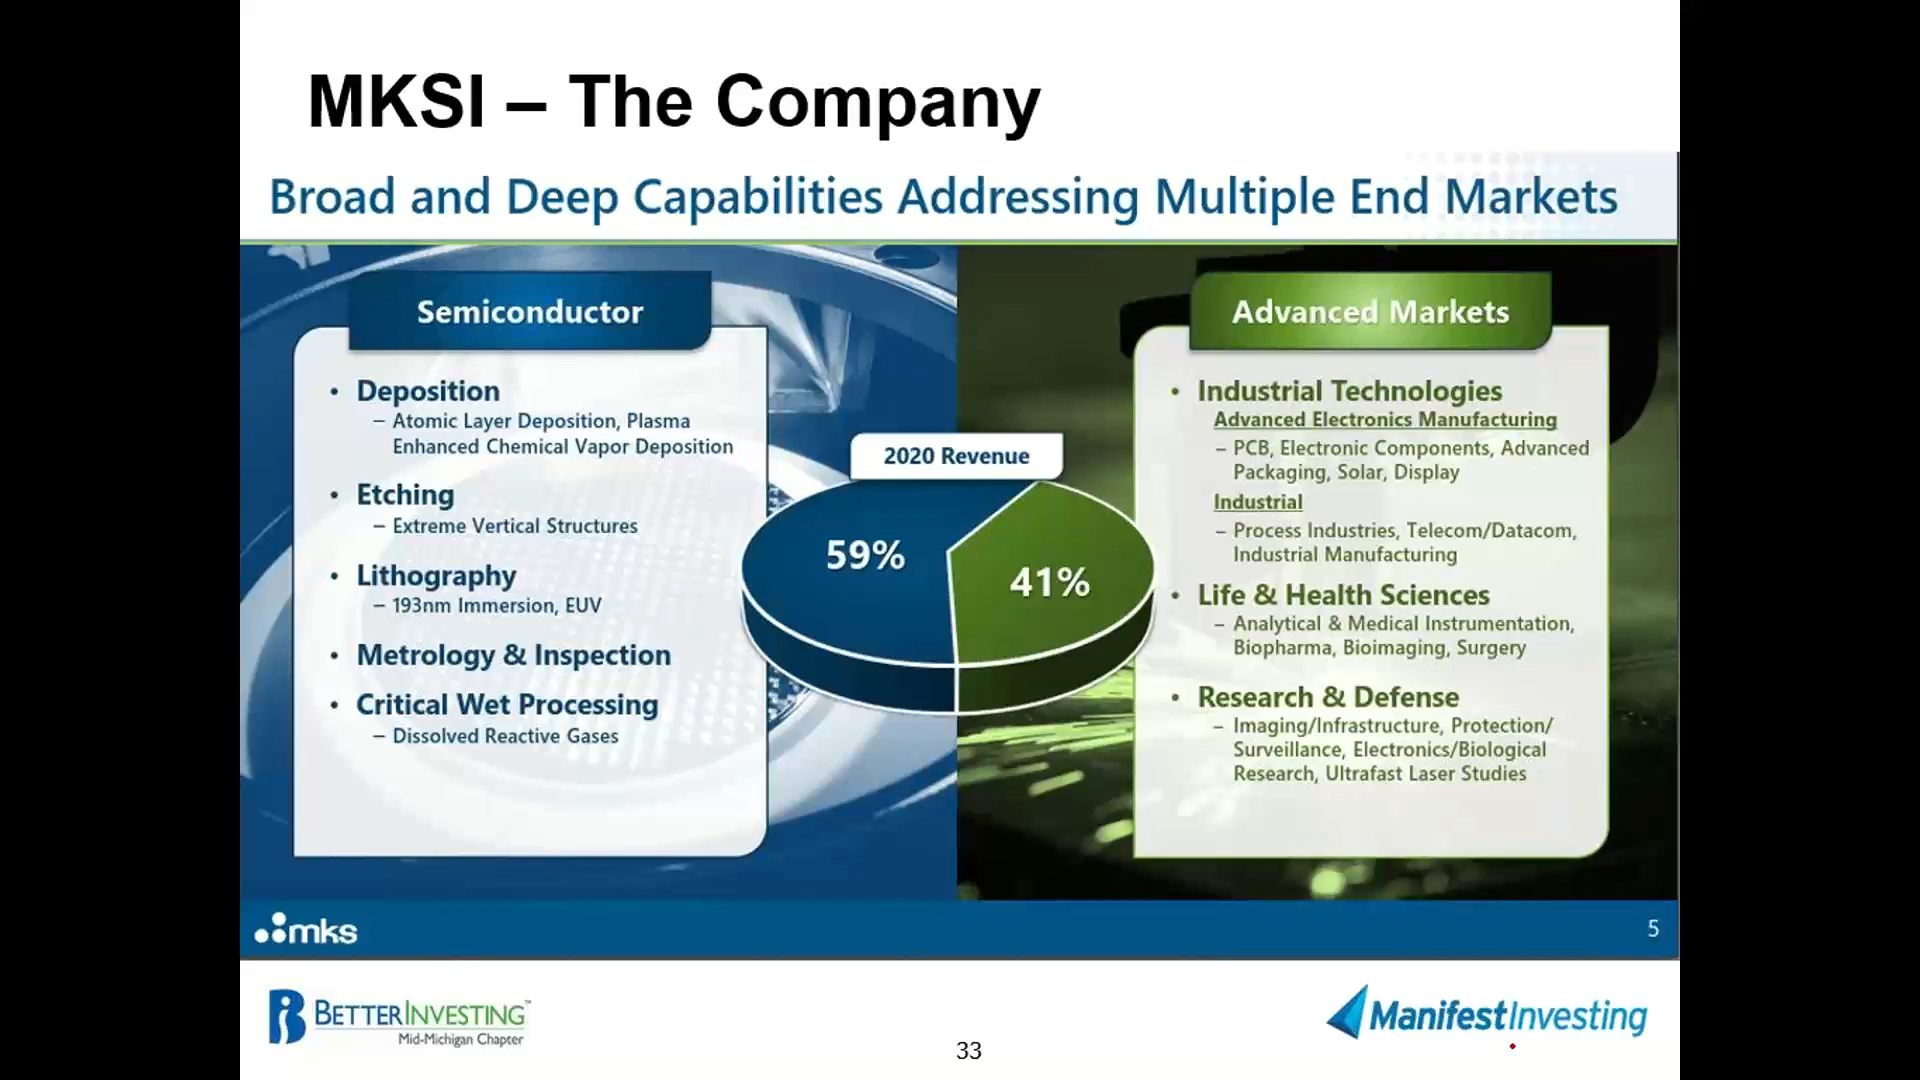 MKSI – The Company
Broad and Deep Capabilities Addressing Multiple End Markets
Semiconductor
• Deposition
– Atomic Layer Deposition, Plasma
Enhanced Chemical Vapor Deposition
• Etching
– Extreme Vertical Structures
• Lithography
– 193nm Immersion, EUV
• Metrology & Inspection
• Critical Wet Processing
– Dissolved Reactive Gases
2020 Revenue
59%
41%
Advanced Markets
• Industrial Technologies
Advanced Electronics Manufacturing
– PCB, Electronic Components, Advanced
Packaging, Solar, Display
Industrial
– Process Industries, Telecom/Datacom,
Industrial Manufacturing
• Life & Health Sciences
– Analytical & Medical Instrumentation,
Biopharma, Bioimaging, Surgery
• Research & Defense
– Imaging/Infrastructure, Protection/
Surveillance, Electronics/Biological
Research, Ultrafast Laser Studies
mks
5
BETTERINVESTING™
Mid-Michigan Chapter
33
ManifestInvesting